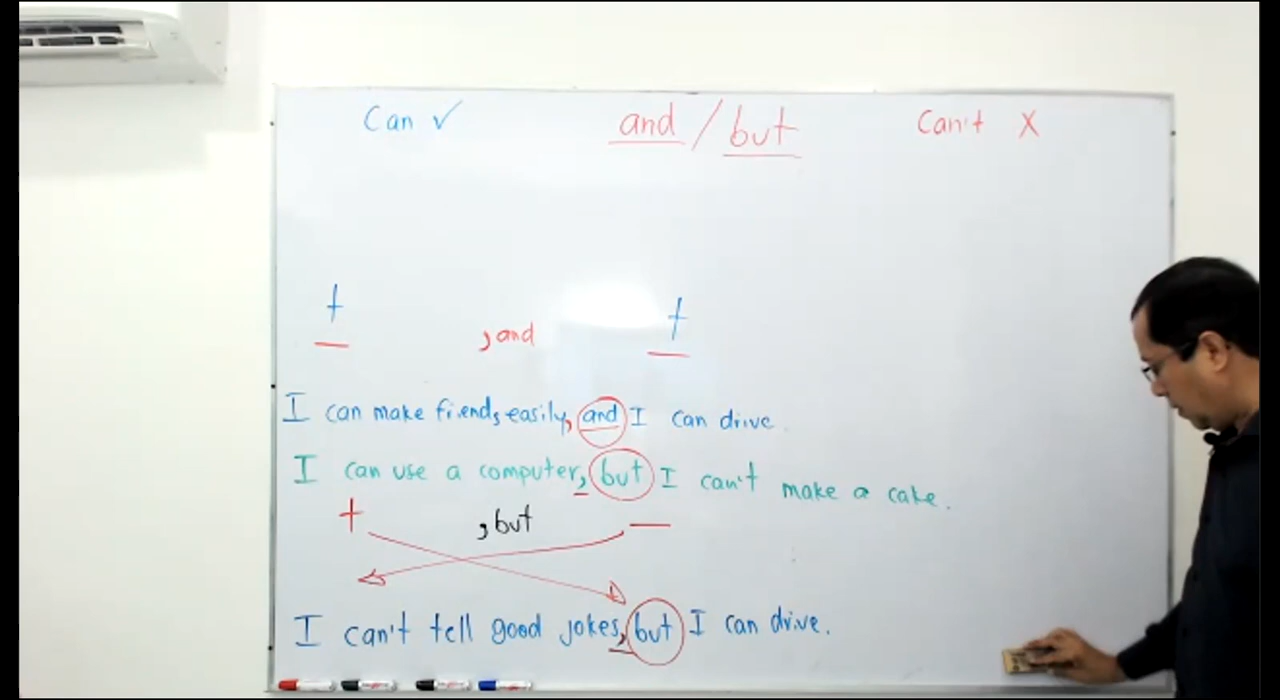 Can ✓ and / but Can't X
+ +
— , and —
I can make friends easily, and I can drive.
I can use a computer, but I can't make a cake.
+ , but —
I can't tell good jokes, but I can drive.